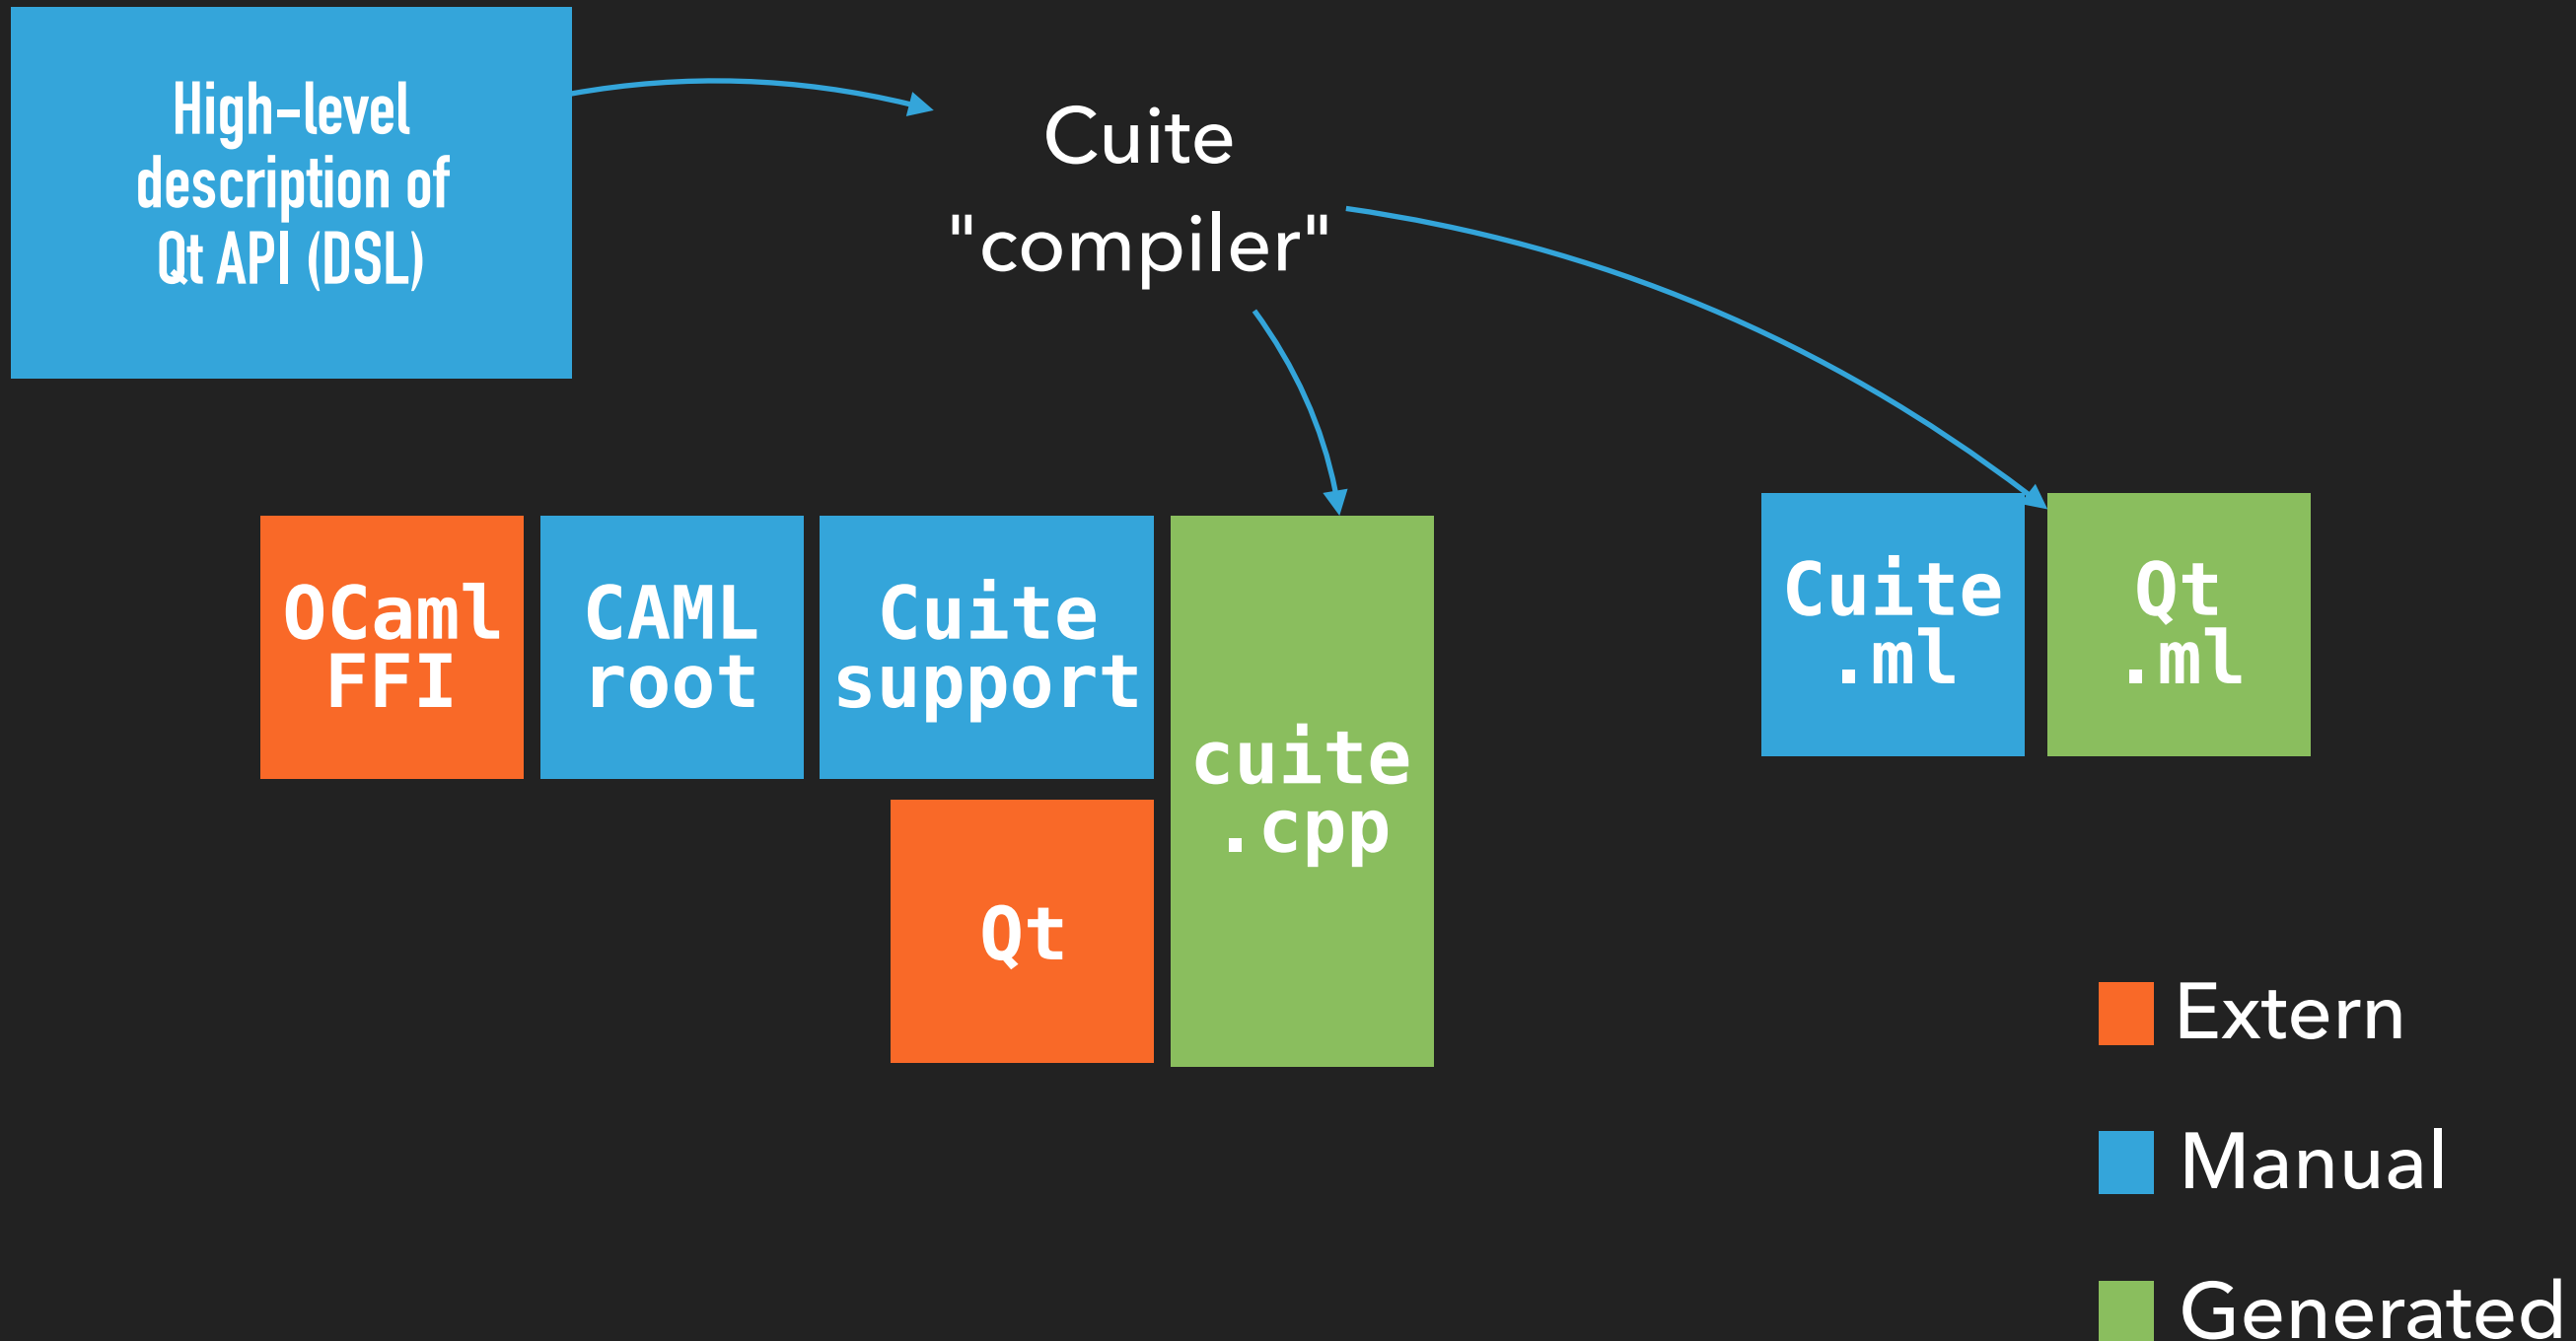 High-level
description of
Qt API (DSL)
Cuite
"compiler"
OCaml
FFI
CAML
root
Cuite
support
cuite
.cpp
Qt
Cuite
.ml
Qt
.ml
Extern
Manual
Generated